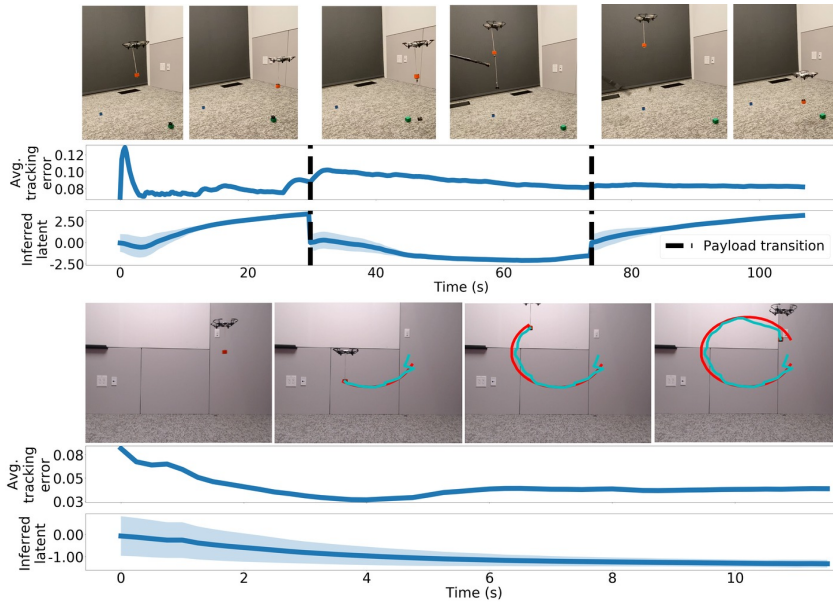 Avg.
tracking
error
0.12
0.10
0.08
Inferred
latent
2.50
0.00
-2.50
Payload transition
0 20 40 60 80 100
Time (s)
Avg.
tracking
error
0.08
0.05
0.03
Inferred
latent
0.00
-1.00
0 2 4 6 8 10
Time (s)